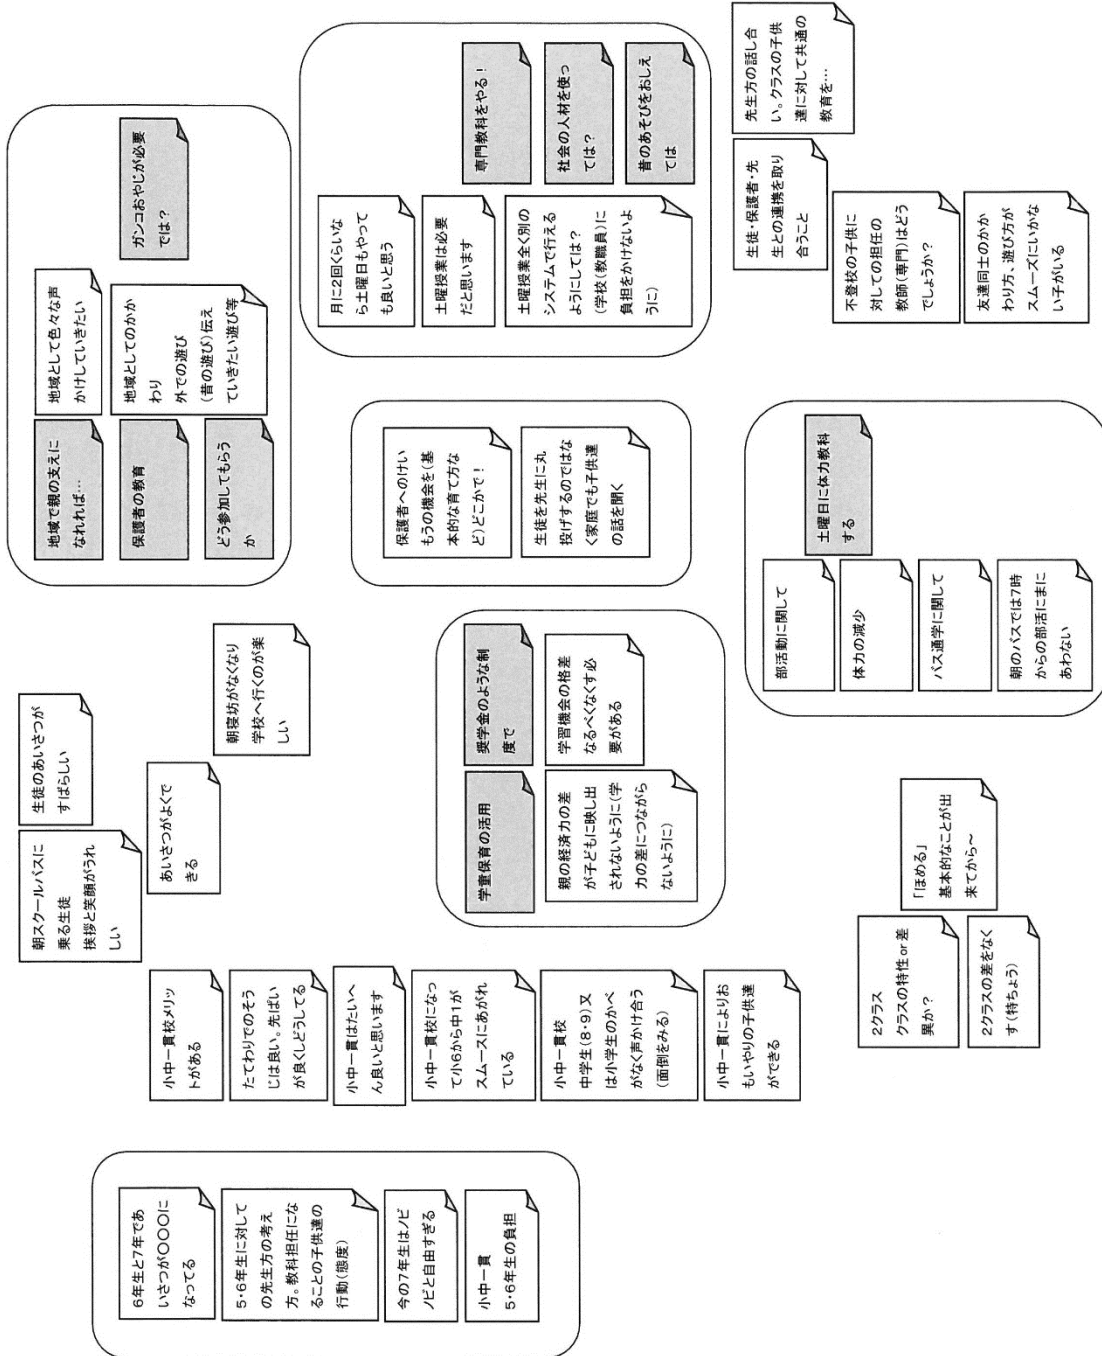 6年生と7年であ
いさつが〇〇〇に
なってる
5・6年生に対して
の先生方の考え
方。教科担任にな
ることの子供達の
行動(態度)
今の7年生はノビ
ノビと自由すぎる
小中一貫
5・6年生の負担
小中一貫校メリッ
トがある
たてわりでのそう
じは良い。先ぱい
が良くしどうしてる
小中一貫はたいへ
ん良いと思います
小中一貫校になっ
て小6から中1が
スムースにあがれ
ている
小中一貫校
中学生(8・9)又
は小学生のかべ
がなく声かけ合う
(面倒をみる)
小中一貫によりお
もいやりの子供達
ができる
朝スクールバスに
乗る生徒
挨拶と笑顔がうれ
しい
生徒のあいさつが
すばらしい
あいさつがよくで
きる
朝寝坊がなくなり
学校へ行くのが楽
しい
学童保育の活用
奨学金のような制
度で
親の経済力の差
が子どもに映し出
されないように(学
力の差につながら
ないように)
学習機会の格差
なるべくなくす必
要がある
2クラス
クラスの特性or差
異か?
2クラスの差をなく
す(特ちょう)
「ほめる」
基本的なことが出
来てから~
地域で親の支えに
なれれば…
保護者の教育
どう参加してもらう
か
地域として色々な声
かけしていきたい
地域としてのかか
わり
外での遊び
(昔の遊び)伝え
ていきたい遊び等
ガンコおやじが必要
では?
保護者へのけい
もうの機会を(基
本的な育て方な
ど)どこかで!
生徒を先生に丸
投げするのではな
く家庭でも子供達
の話を聞く
部活動に関して
体力の減少
バス通学に関して
朝のバスでは7時
からの部活にまに
あわない
土曜日に体力教科
する
月に2回くらいな
ら土曜日もやって
も良いと思う
土曜授業は必要
だと思います
土曜授業全く別の
システムで行える
ようにしては?
(学校(教職員)に
負担をかけないよ
うに)
専門教科をやる!
社会の人材を使っ
ては?
昔のあそびをおしえ
ては
生徒・保護者・先
生との連携を取り
合うこと
先生方の話し合
い。クラスの子供
達に対して共通の
教育を…
不登校の子供に
対しての担任の
教師(専門)はどう
でしょうか?
友達同士のかか
わり方、遊び方が
スムーズにいかな
い子がいる